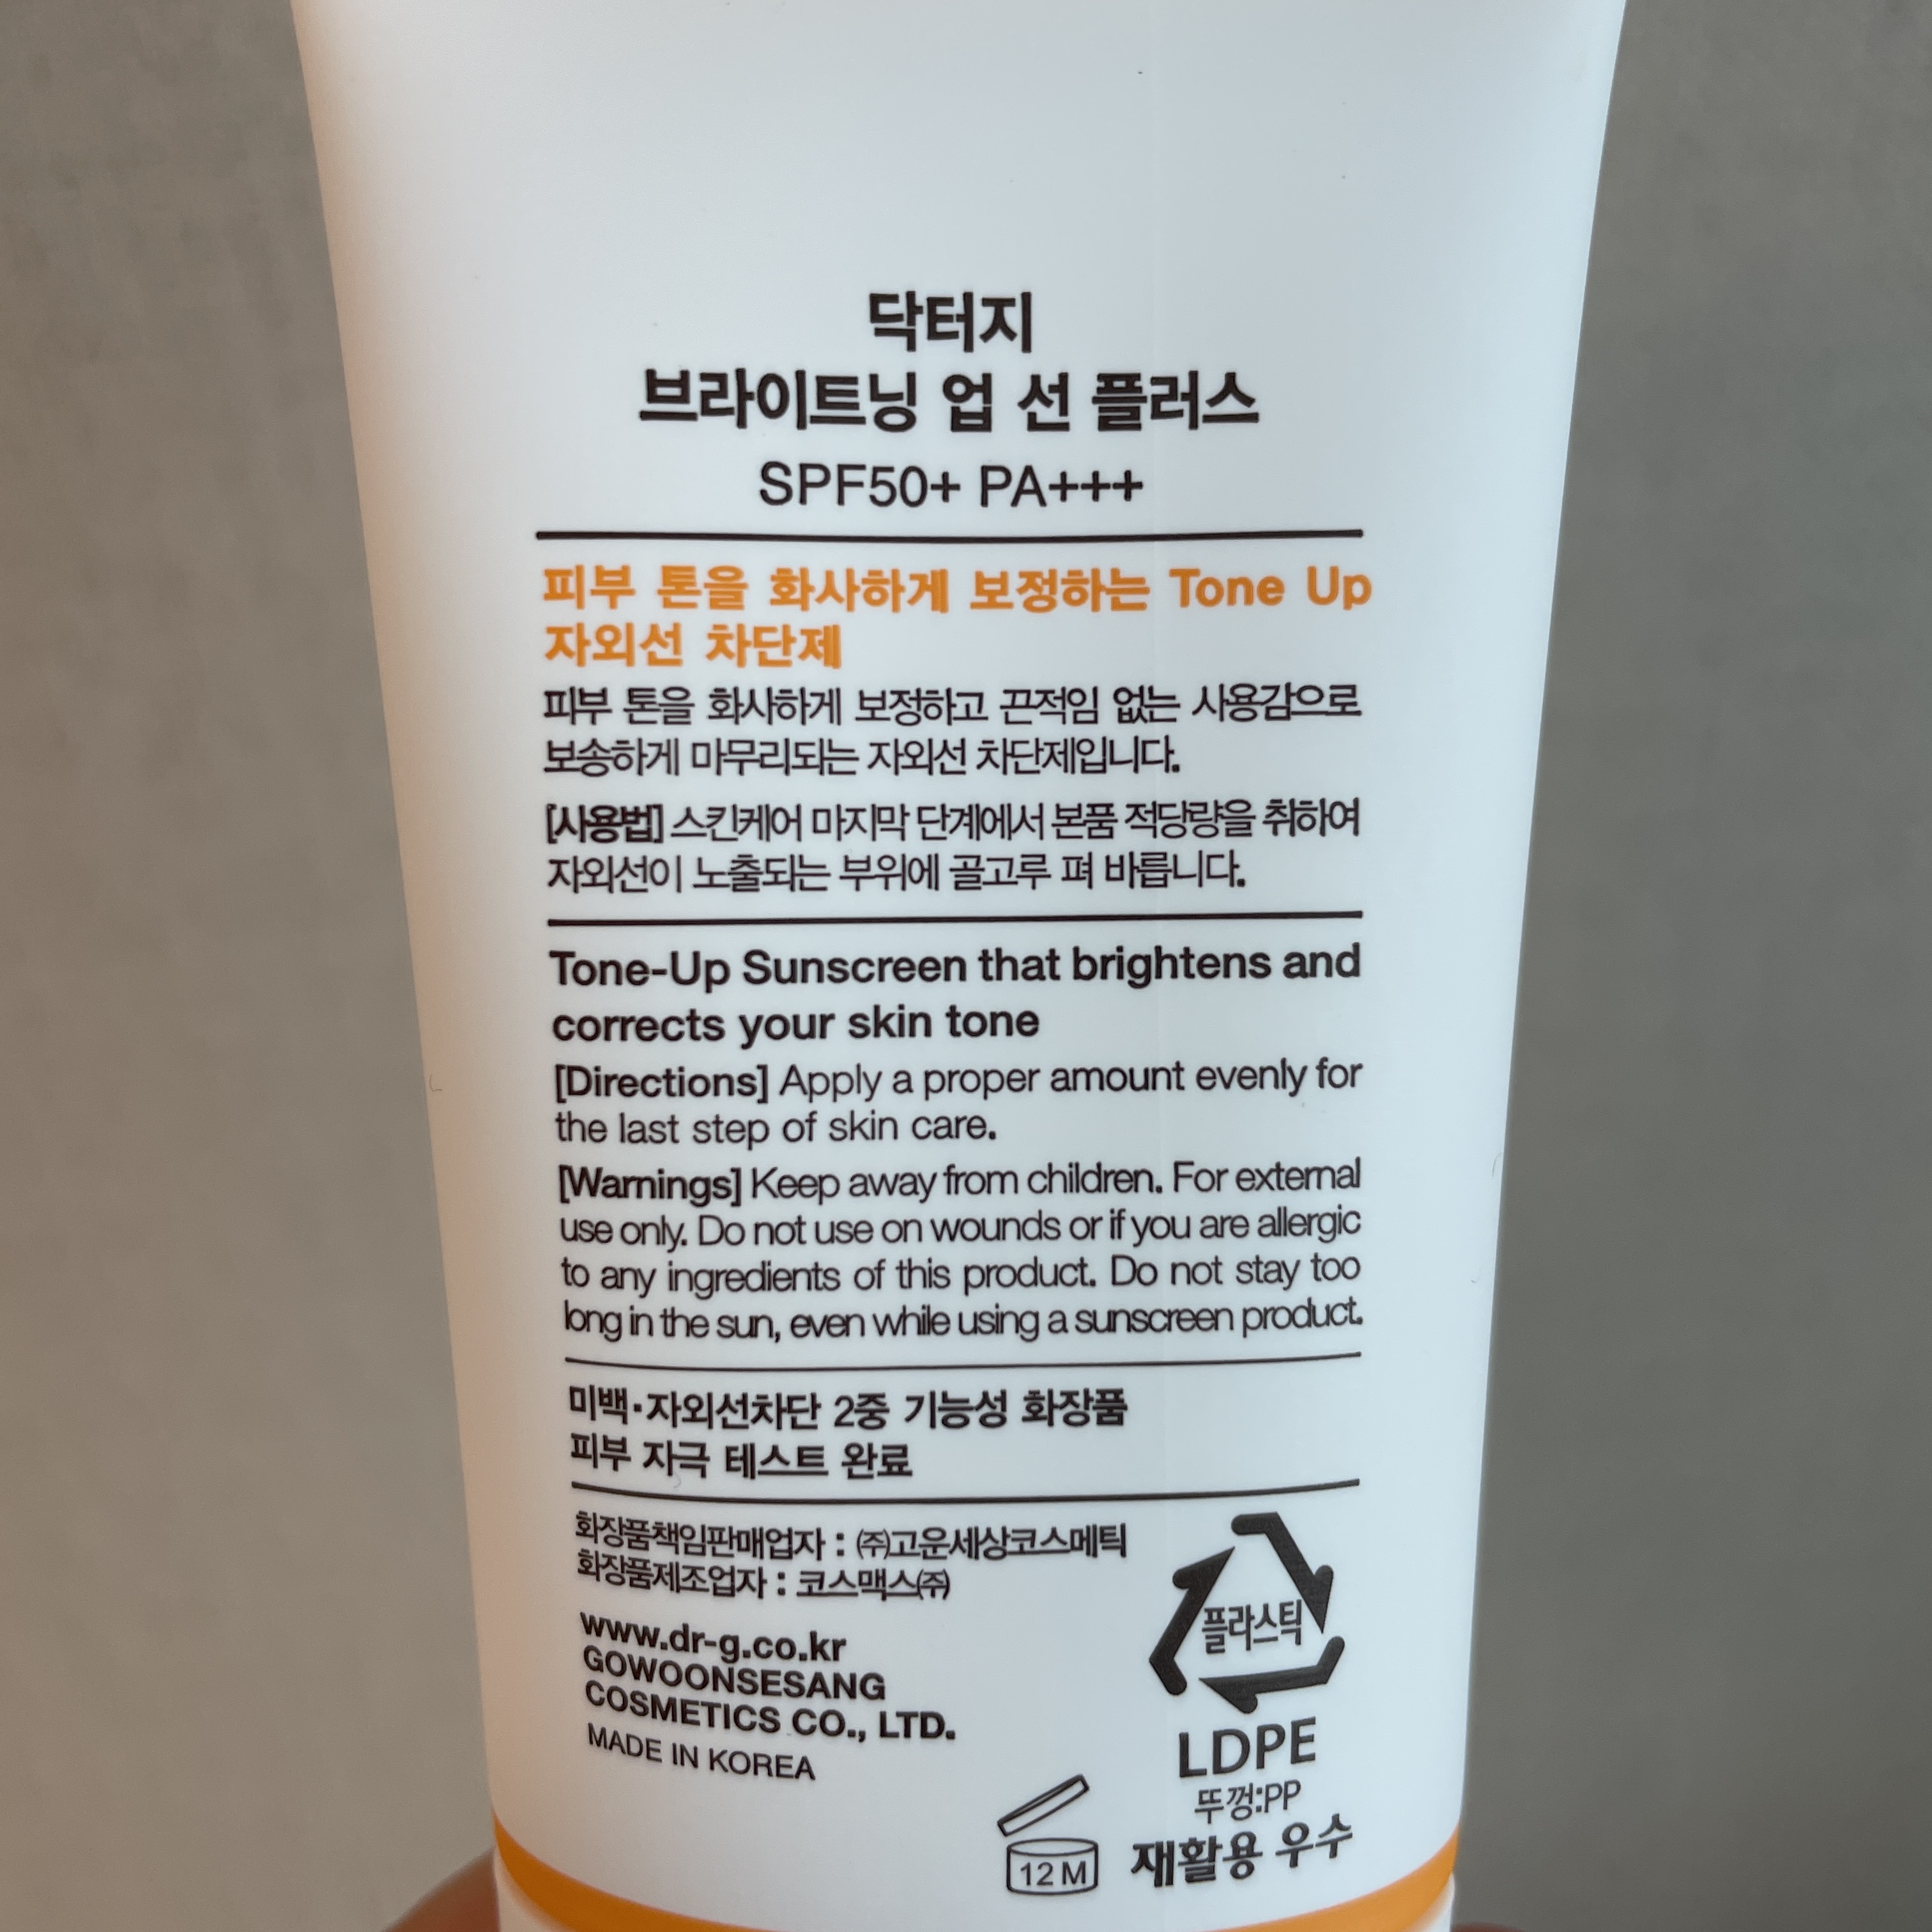 닥터지
브라이트닝 업 선 플러스
SPF50+ PA+++
피부 톤을 화사하게 보정하는 Tone Up
자외선 차단제
피부 톤을 화사하게 보정하고 끈적임 없는 사용감으로
보송하게 마무리되는 자외선 차단제입니다.
[사용법] 스킨케어 마지막 단계에서 본품 적당량을 취하여
자외선이 노출되는 부위에 골고루 펴 바릅니다.
Tone-Up Sunscreen that brightens and
corrects your skin tone
[Directions] Apply a proper amount evenly for
the last step of skin care.
[Warnings] Keep away from children. For external
use only. Do not use on wounds or if you are allergic
to any ingredients of this product. Do not stay too
long in the sun, even while using a sunscreen product.
미백·자외선차단 2중 기능성 화장품
피부 자극 테스트 완료
화장품책임판매업자 : ㈜고운세상코스메틱
화장품제조업자 : 코스맥스㈜
www.dr-g.co.kr
GOWOONSESANG
COSMETICS CO., LTD.
MADE IN KOREA
플라스틱
LDPE
뚜껑:PP
재활용 우수
12 M